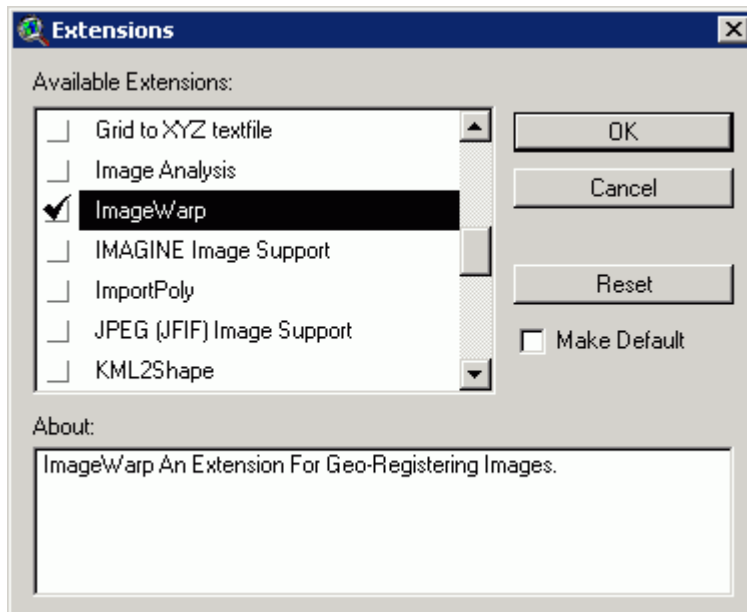 Extensions
Available Extensions:
Grid to XYZ textfile
Image Analysis
ImageWarp
IMAGINE Image Support
ImportPoly
JPEG (JFIF) Image Support
KML2Shape
OK
Cancel
Reset
Make Default
About:
ImageWarp An Extension For Geo-Registering Images.